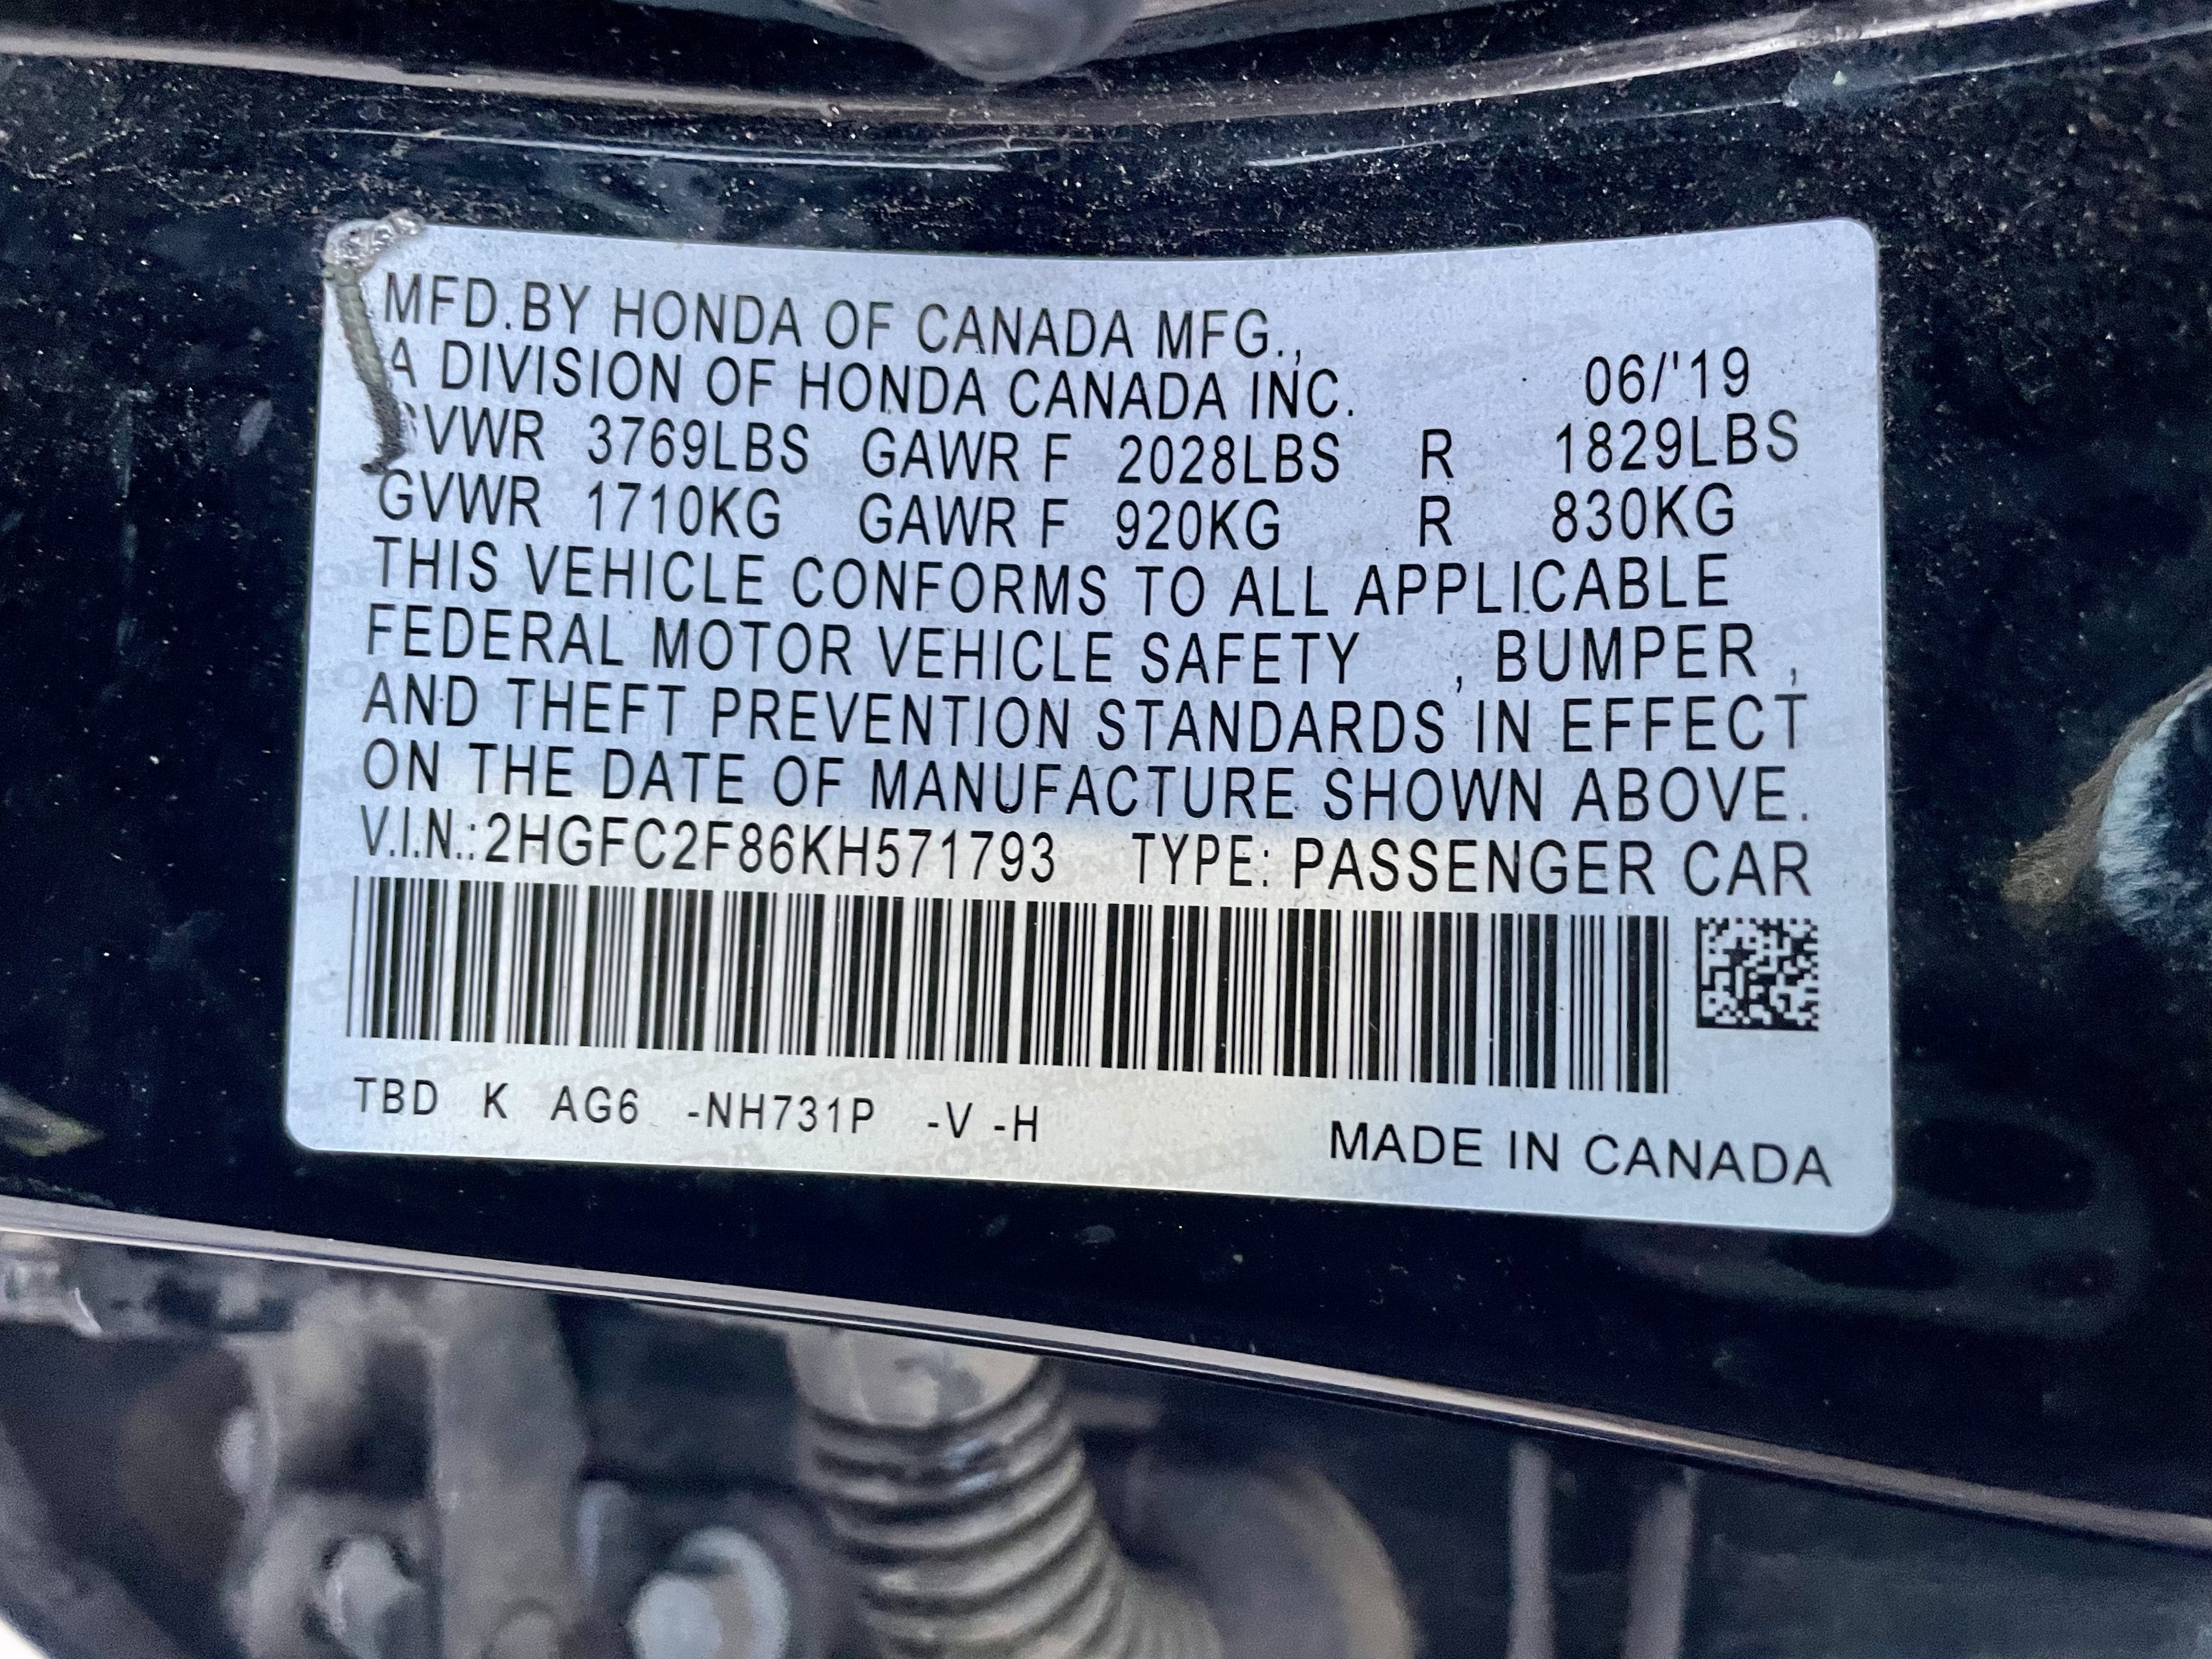 MFD.BY HONDA OF CANADA MFG.,
A DIVISION OF HONDA CANADA INC. 06/'19
GVWR 3769LBS GAWR F 2028LBS R 1829LBS
GVWR 1710KG GAWR F 920KG R 830KG
THIS VEHICLE CONFORMS TO ALL APPLICABLE
FEDERAL MOTOR VEHICLE SAFETY , BUMPER ,
AND THEFT PREVENTION STANDARDS IN EFFECT
ON THE DATE OF MANUFACTURE SHOWN ABOVE.
V.I.N.:2HGFC2F86KH571793 TYPE: PASSENGER CAR
TBD K AG6 -NH731P -V -H
MADE IN CANADA